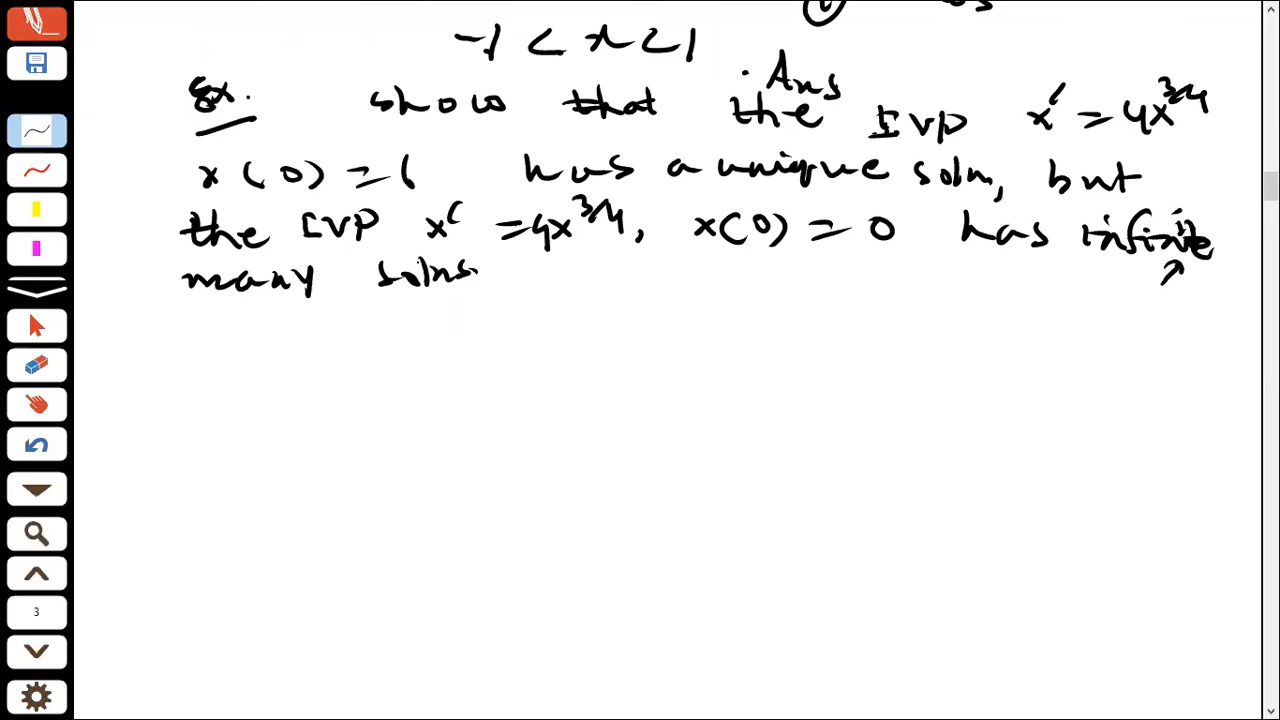 -1 < x < 1
Ans
Ex. show that the IVP x' = 4x^3/4
x(0) = 1 has a unique soln, but
the IVP x' = 4x^3/4, x(0) = 0 has infinite
many solns.
3